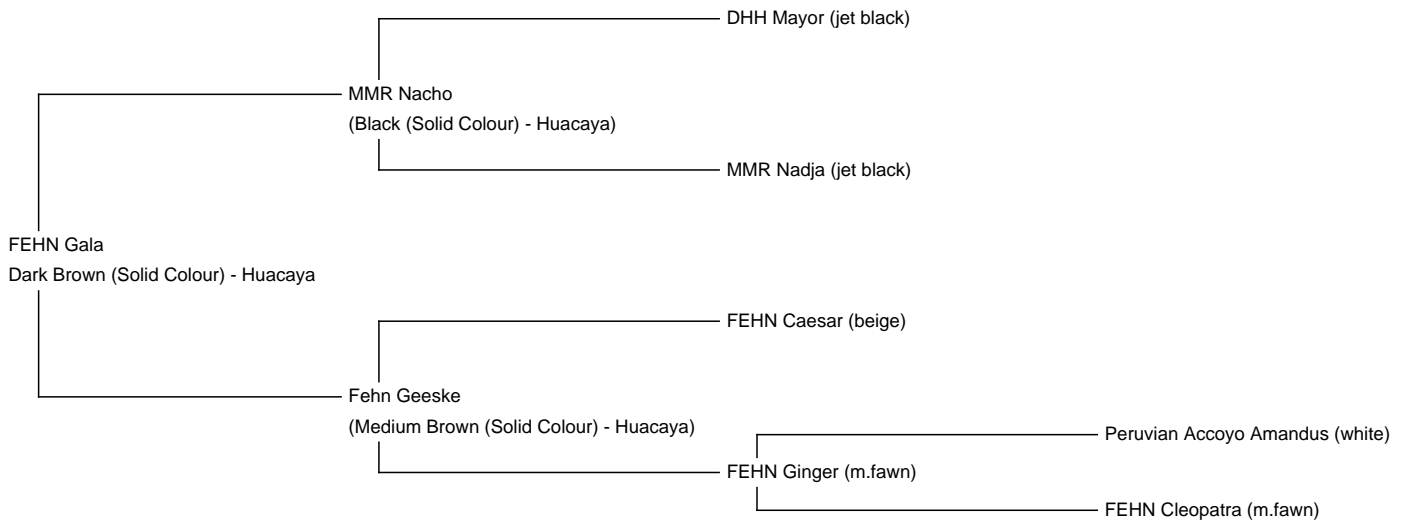 DHH Mayor (jet black)
MMR Nacho
(Black (Solid Colour) - Huacaya)
MMR Nadja (jet black)
FEHN Gala
Dark Brown (Solid Colour) - Huacaya
FEHN Caesar (beige)
Fehn Geeske
(Medium Brown (Solid Colour) - Huacaya)
Peruvian Accoyo Amandus (white)
FEHN Ginger (m.fawn)
FEHN Cleopatra (m.fawn)